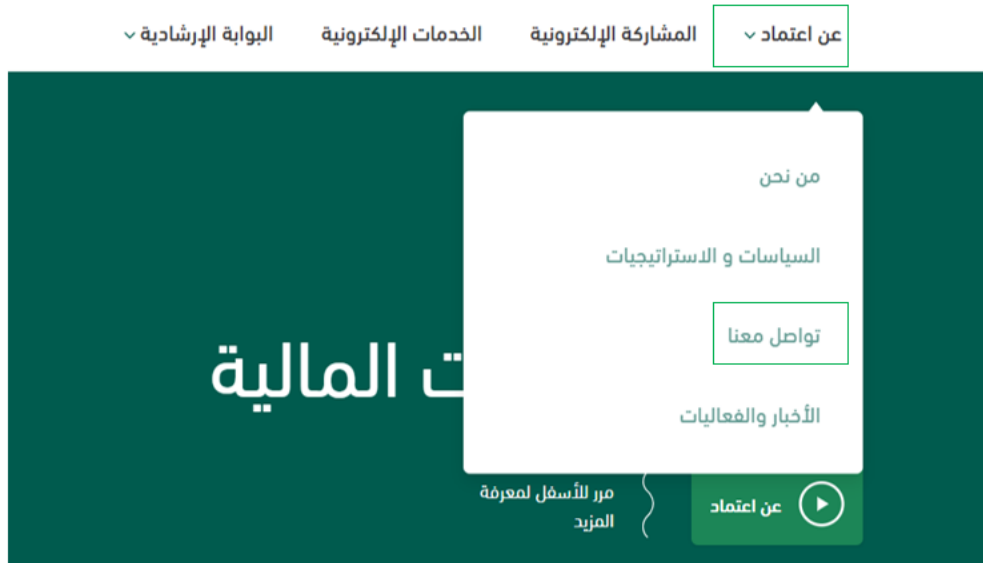 عن اعتماد
المشاركة الإلكترونية
الخدمات الإلكترونية
البوابة الإرشادية
من نحن
السياسات و الاستراتيجيات
تواصل معنا
الأخبار والفعاليات
ت المالية
عن اعتماد
مرر للأسفل لمعرفة
المزيد